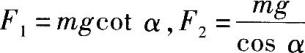 F₁ = mg cot α, F₂ = mg / cos α